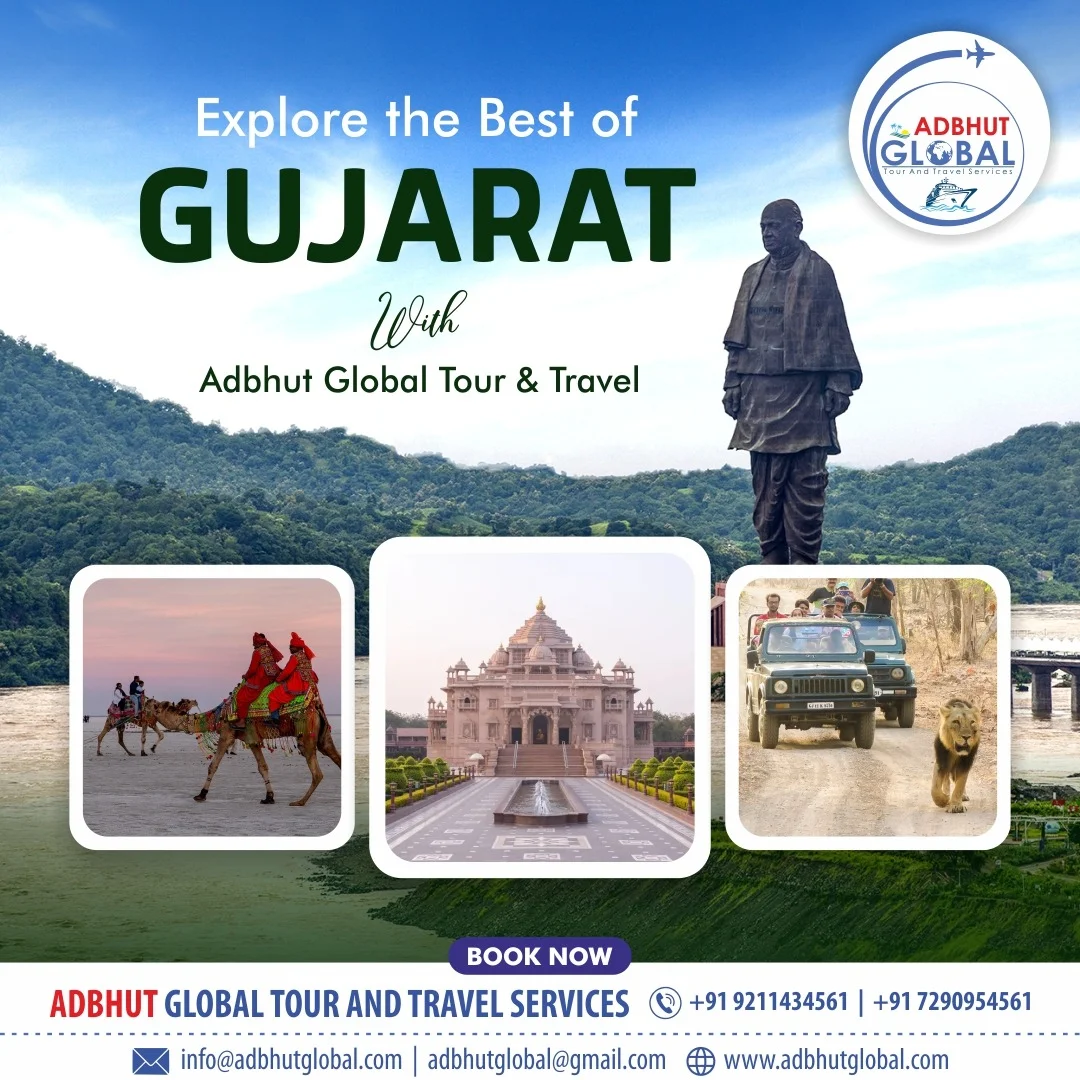 Explore the Best of
GUJARAT
With
Adbhut Global Tour & Travel
ADBHUT
GLOBAL
Tour And Travel Services
BOOK NOW
ADBHUT GLOBAL TOUR AND TRAVEL SERVICES +91 9211434561 | +91 7290954561
info@adbhutglobal.com | adbhutglobal@gmail.com www.adbhutglobal.com